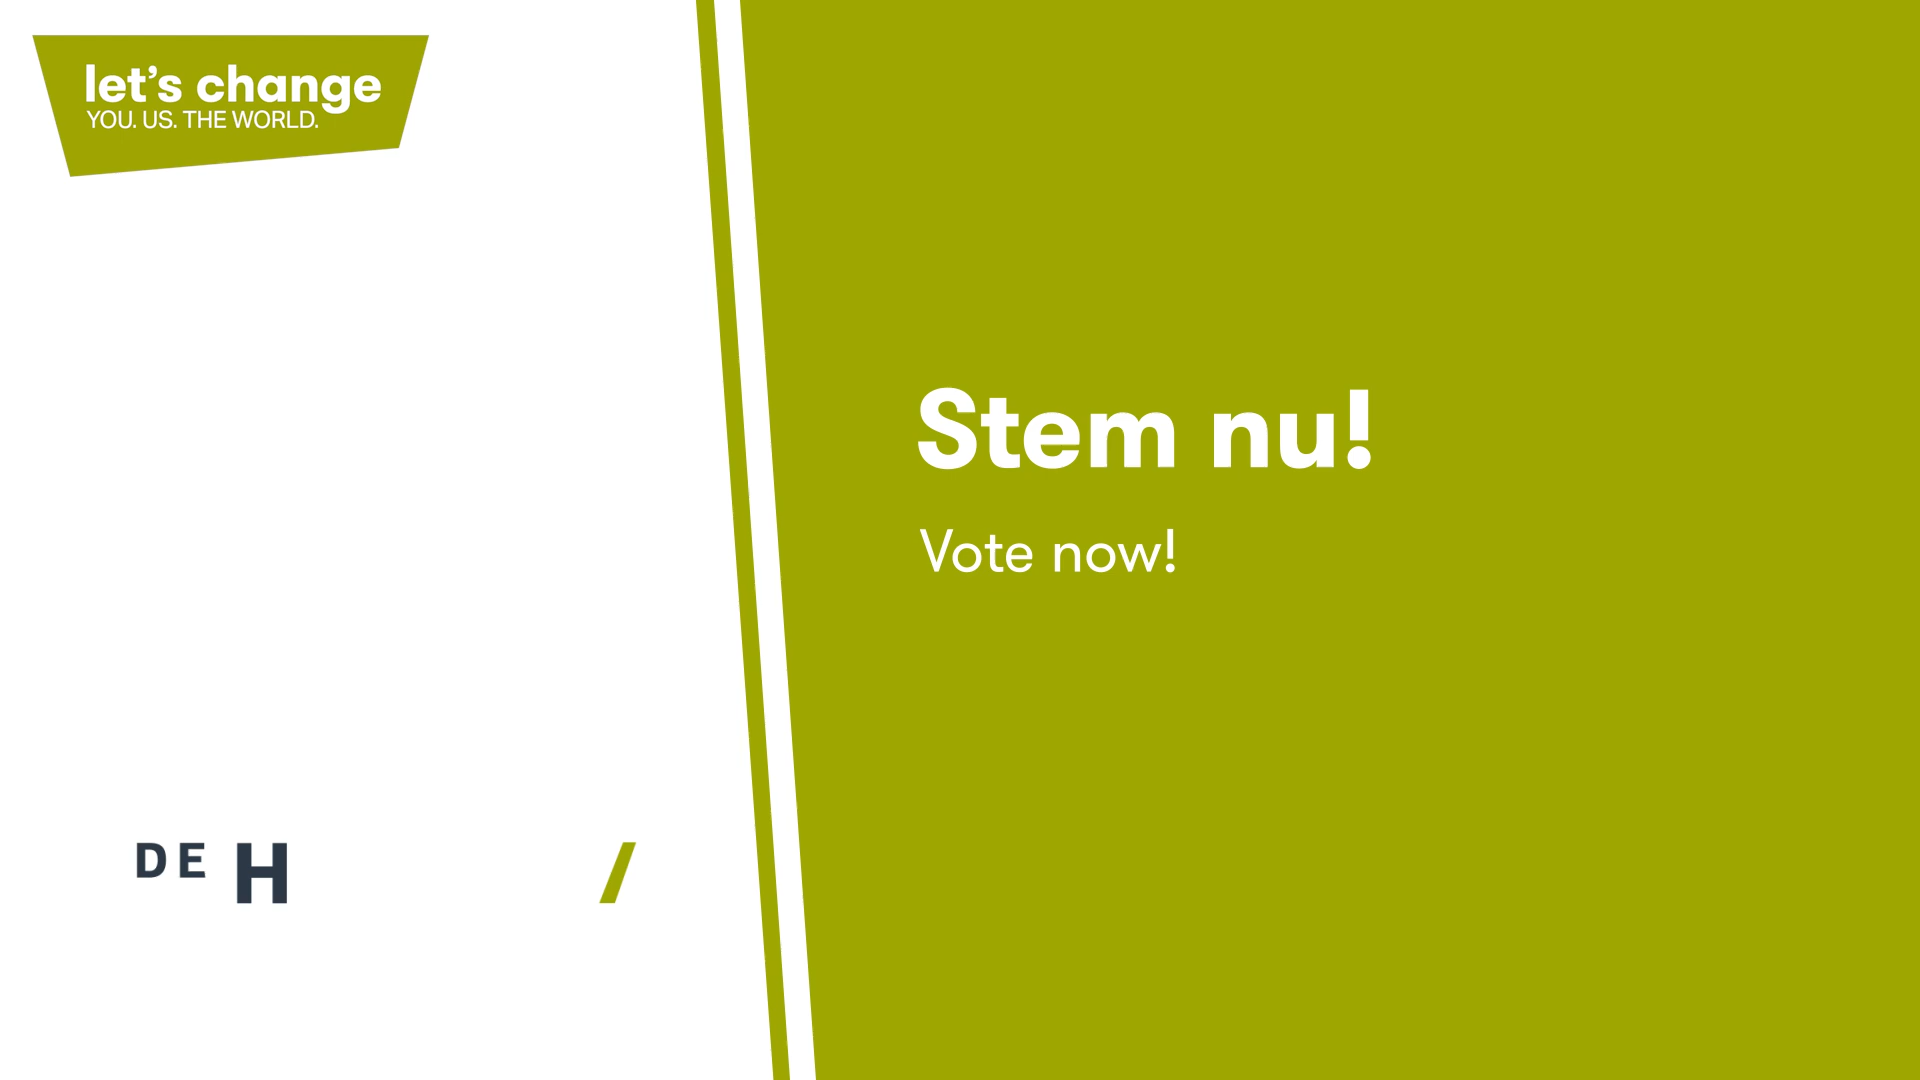 let's change
YOU. US. THE WORLD.
Stem nu!
Vote now!
DE H /